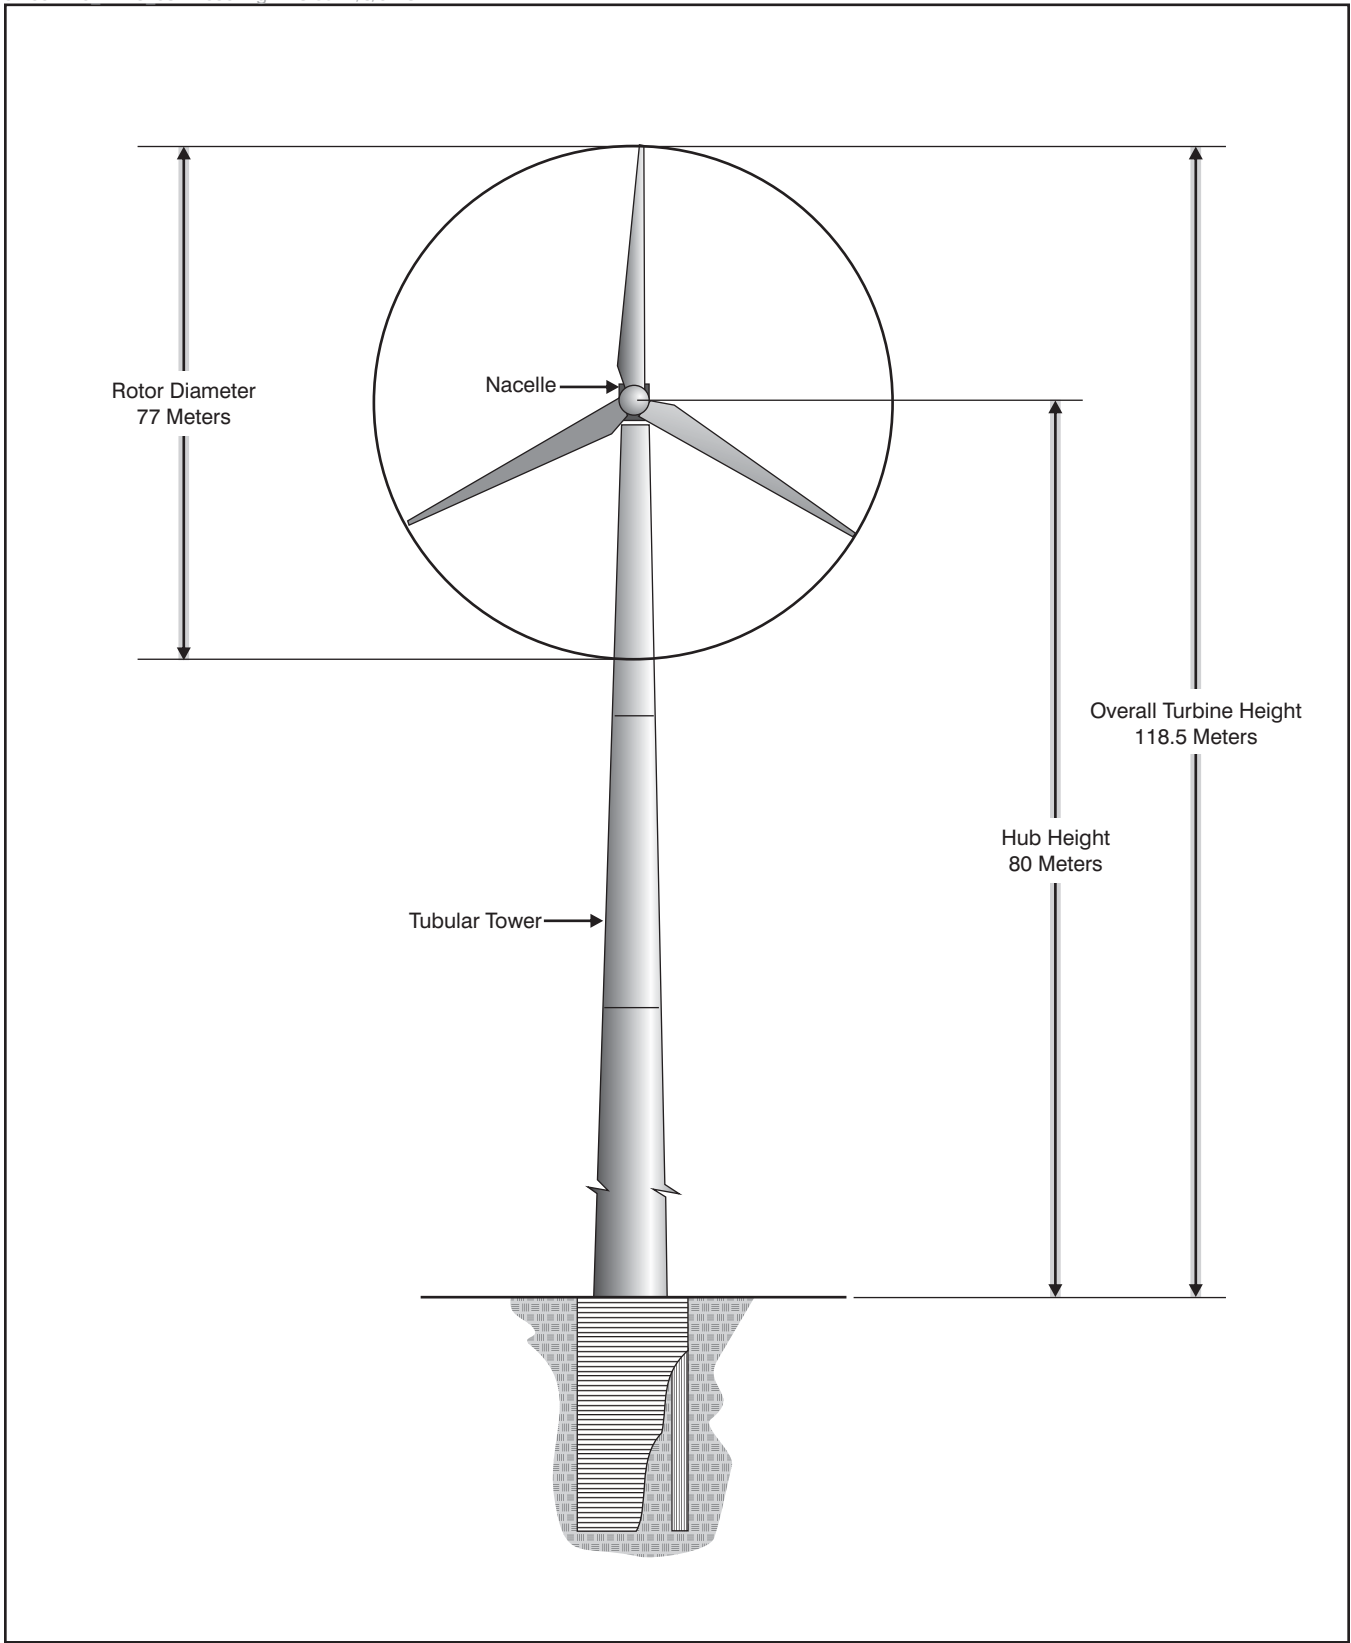 Nacelle
Rotor Diameter
77 Meters
Overall Turbine Height
118.5 Meters
Hub Height
80 Meters
Tubular Tower